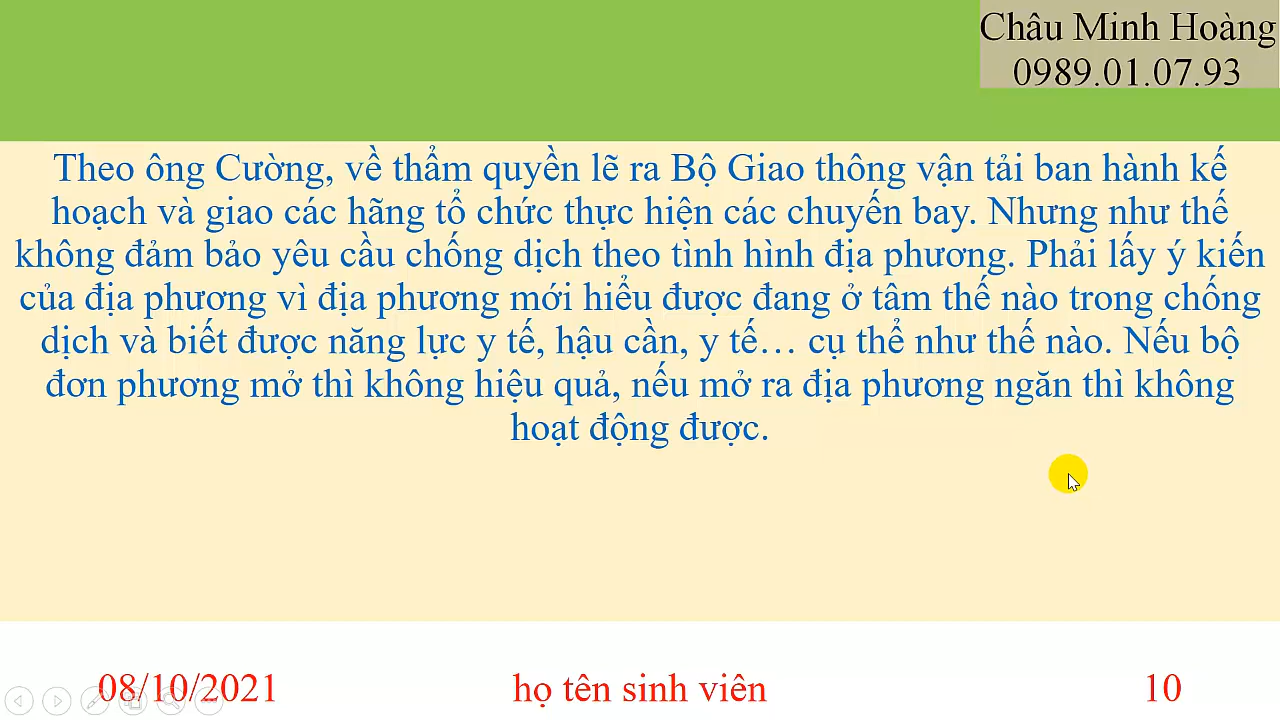 Châu Minh Hoàng
0989.01.07.93
Theo ông Cường, về thẩm quyền lẽ ra Bộ Giao thông vận tải ban hành kế
hoạch và giao các hãng tổ chức thực hiện các chuyến bay. Nhưng như thế
không đảm bảo yêu cầu chống dịch theo tình hình địa phương. Phải lấy ý kiến
của địa phương vì địa phương mới hiểu được đang ở tâm thế nào trong chống
dịch và biết được năng lực y tế, hậu cần, y tế… cụ thể như thế nào. Nếu bộ
đơn phương mở thì không hiệu quả, nếu mở ra địa phương ngăn thì không
hoạt động được.
08/10/2021 họ tên sinh viên 10